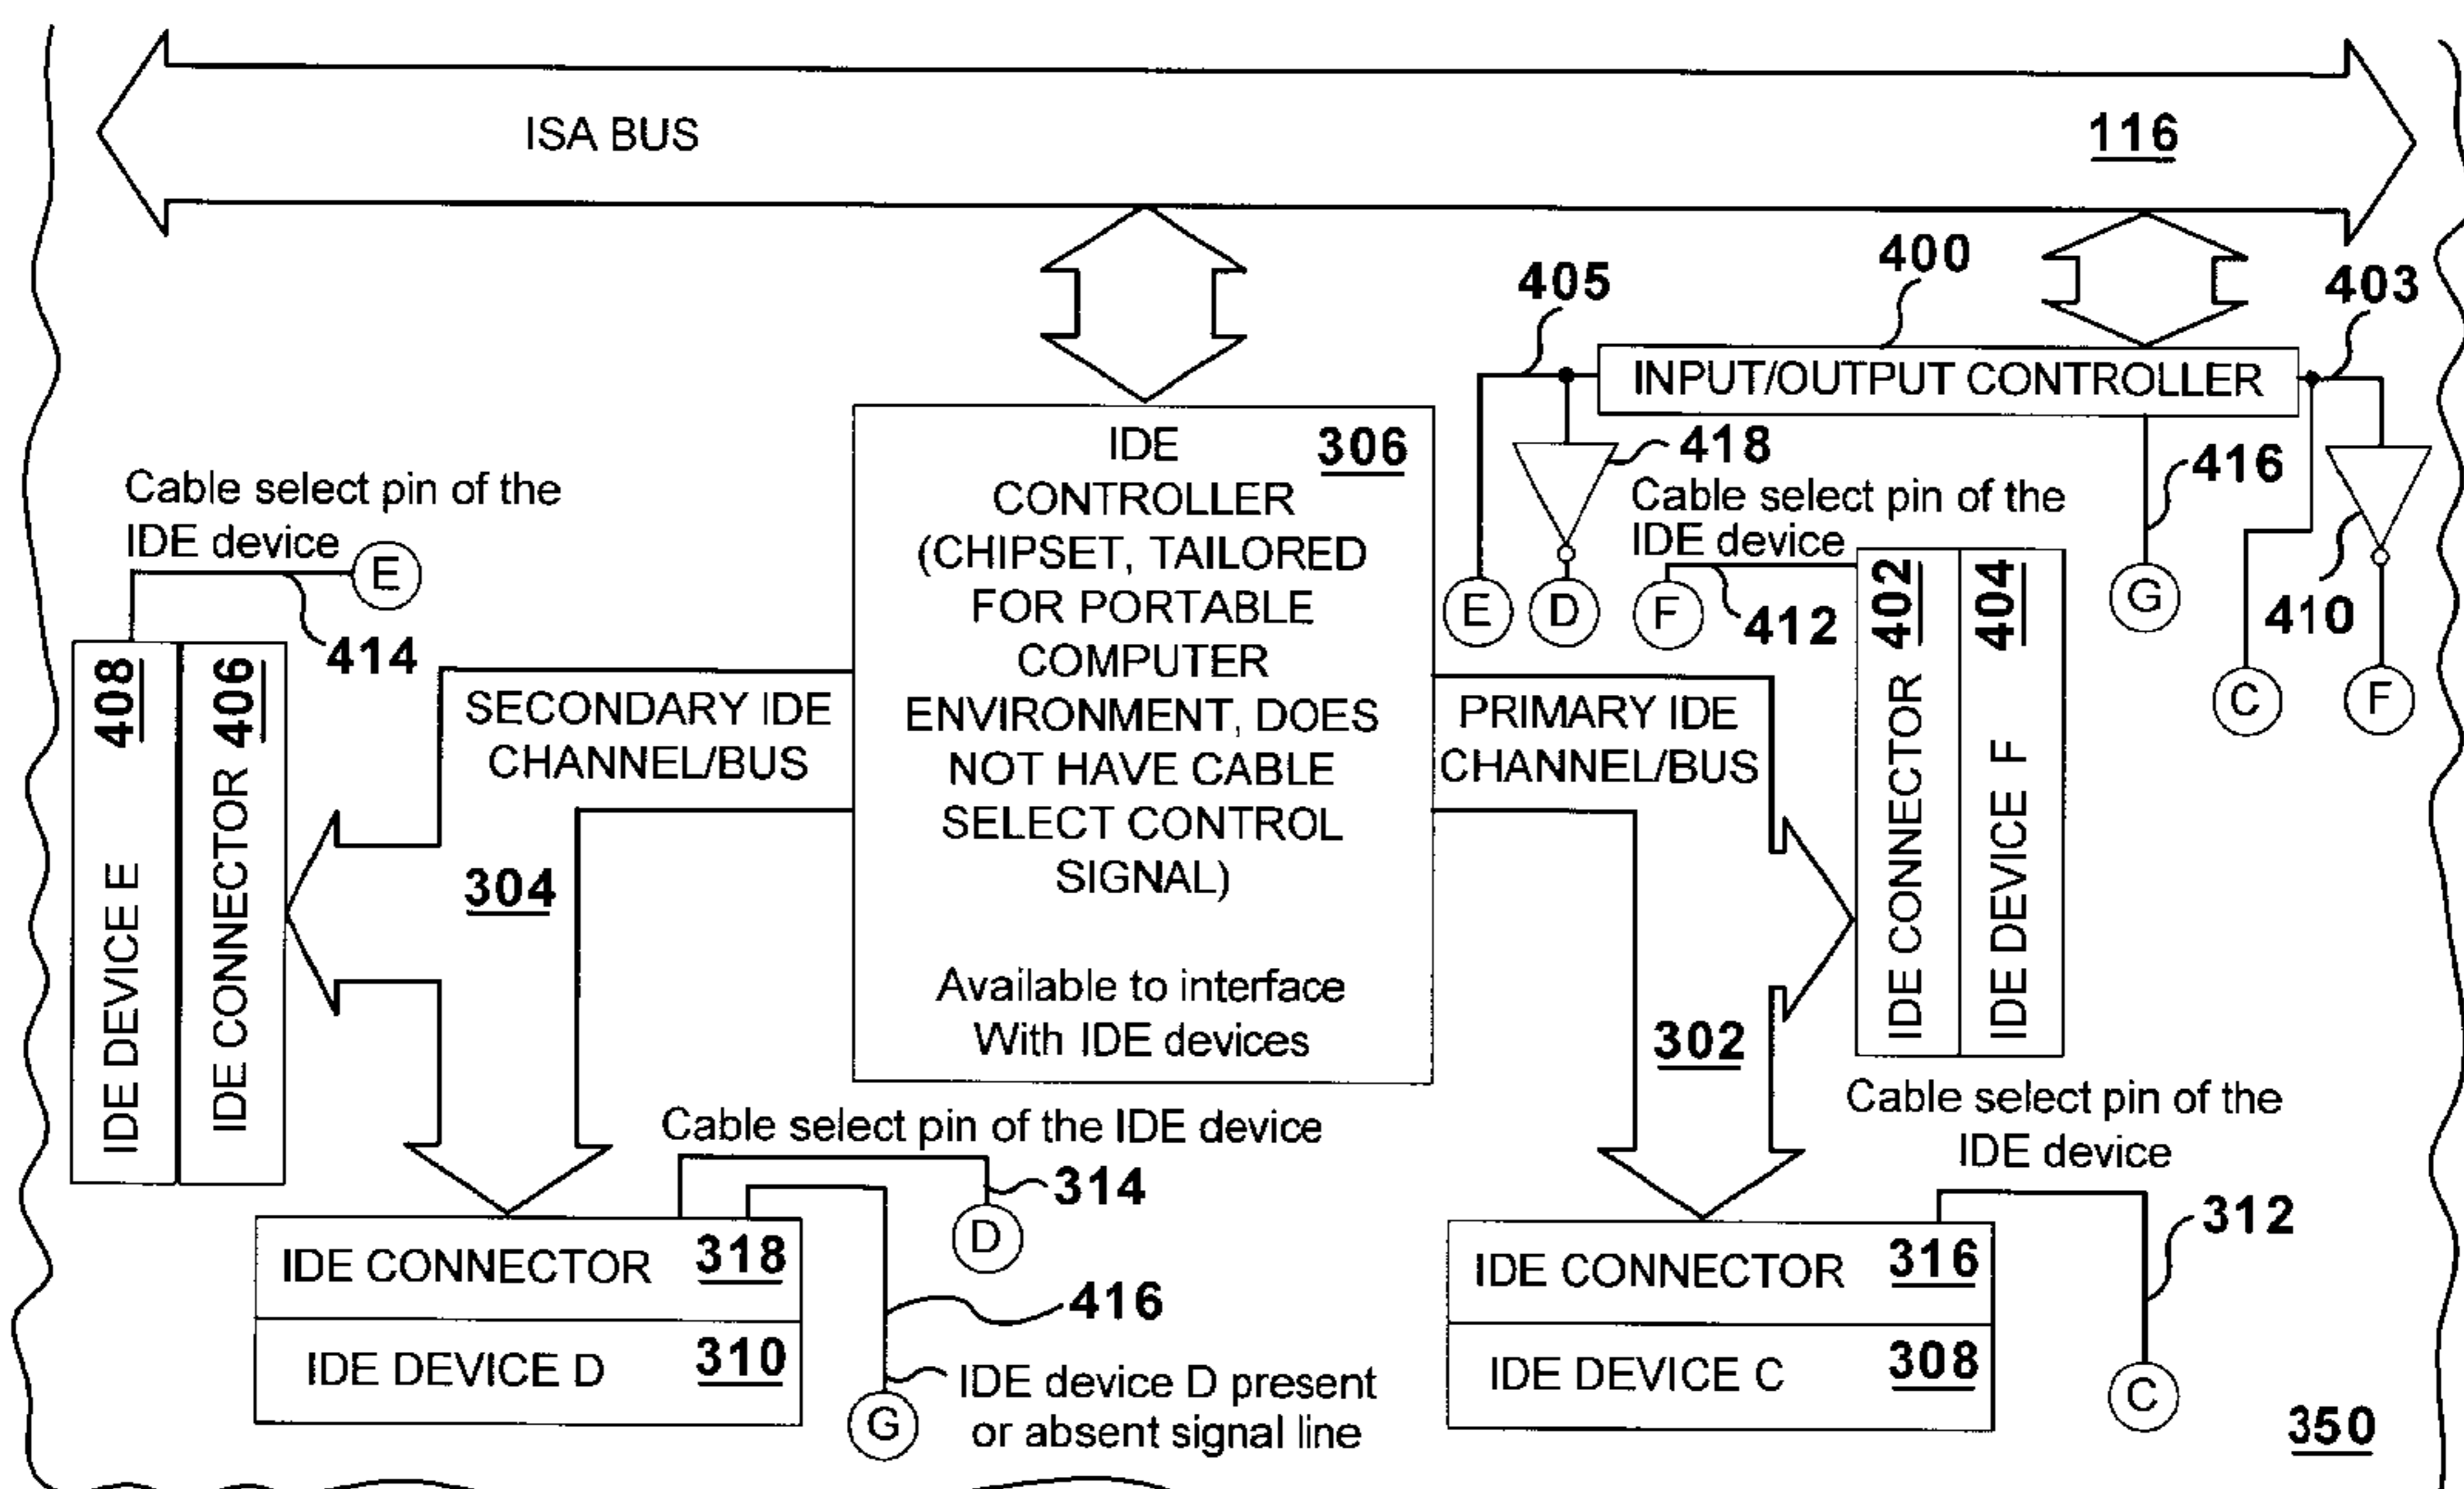 ISA BUS
116
405
400
403
INPUT/OUTPUT CONTROLLER
418
416
410
Cable select pin of the
IDE device
E
414
Cable select pin of the
IDE device
E
D
F
412
G
C
F
IDE
306
CONTROLLER
(CHIPSET, TAILORED
FOR PORTABLE
COMPUTER
ENVIRONMENT, DOES
NOT HAVE CABLE
SELECT CONTROL
SIGNAL)
Available to interface
With IDE devices
IDE DEVICE E 408
IDE CONNECTOR 406
SECONDARY IDE
CHANNEL/BUS
304
PRIMARY IDE
CHANNEL/BUS
302
IDE CONNECTOR 402
IDE DEVICE F 404
Cable select pin of the IDE device
314
D
IDE CONNECTOR 318
IDE DEVICE D 310
416
IDE device D present
or absent signal line
G
Cable select pin of the
IDE device
312
IDE CONNECTOR 316
IDE DEVICE C 308
C
350